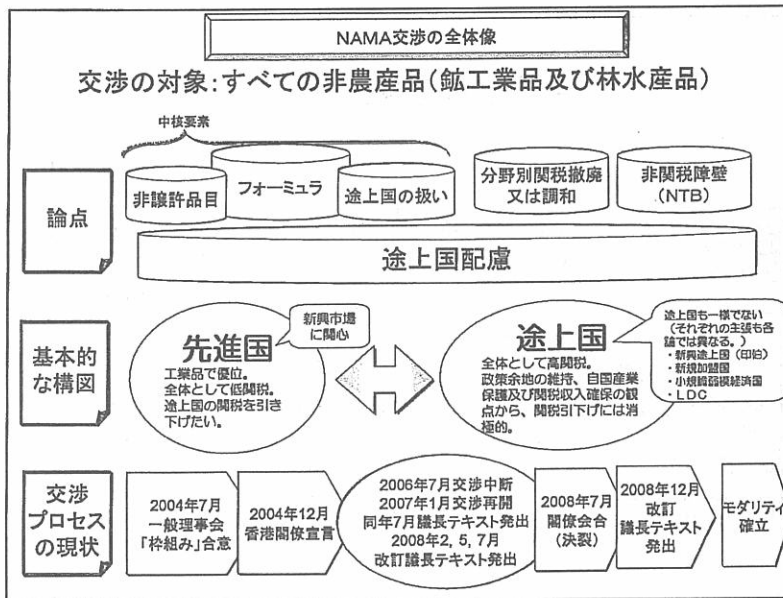 NAMA交渉の全体像
交渉の対象:すべての非農産品(鉱工業品及び林水産品)
中核要素
論点
非譲許品目
フォーミュラ
途上国の扱い
分野別関税撤廃
又は調和
非関税障壁
(NTB)
途上国配慮
基本的
な構図
先進国
工業品で優位。
全体として低関税。
途上国の関税を引き
下げたい。
新興市場
に関心
途上国
全体として高関税。
政策余地の維持、自国産業
保護及び関税収入確保の観
点から、関税引下げには消
極的。
途上国も一様でない
(それぞれの主張も各
論では異なる。)
・新興途上国(印伯)
・新規加盟国
・小規模弱模経済国
・LDC
交渉
プロセス
の現状
2004年7月
一般理事会
「枠組み」合意
2004年12月
香港閣僚宣言
2006年7月交渉中断
2007年1月交渉再開
同年7月議長テキスト発出
2008年2, 5, 7月
改訂議長テキスト発出
2008年7月
閣僚会合
(決裂)
2008年12月
改訂
議長テキスト
発出
モダリティ
確立